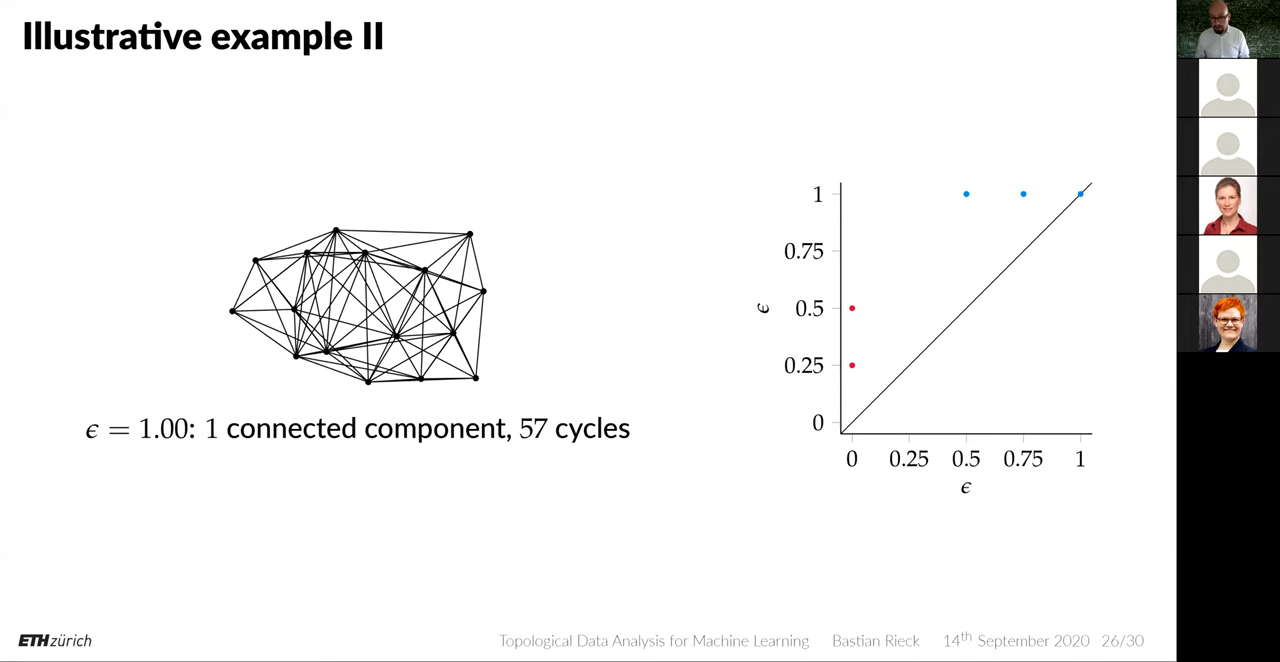 Illustrative example II
ϵ = 1.00: 1 connected component, 57 cycles
1
0.75
0.5
0.25
0
ϵ
0 0.25 0.5 0.75 1
ϵ
ETH zürich
Topological Data Analysis for Machine Learning Bastian Rieck 14th September 2020 26/30